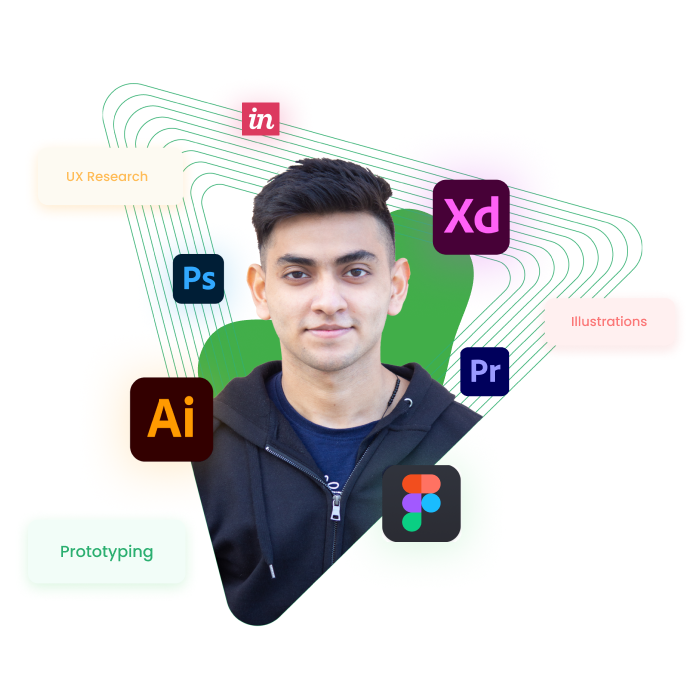 in
UX Research
Xd
Ps
Illustrations
Pr
Ai
Prototyping